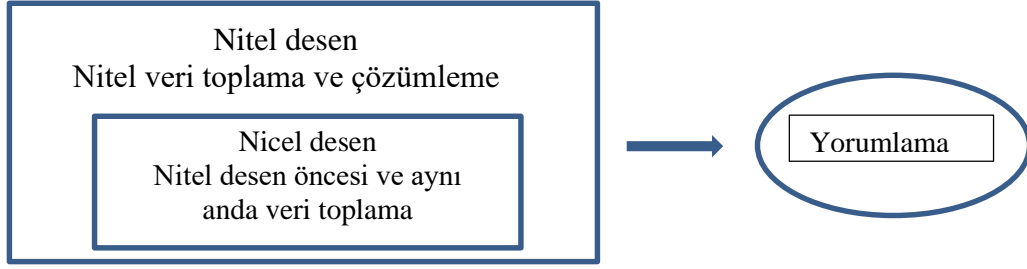 Nitel desen
Nitel veri toplama ve çözümleme
Nicel desen
Nitel desen öncesi ve aynı
anda veri toplama
Yorumlama